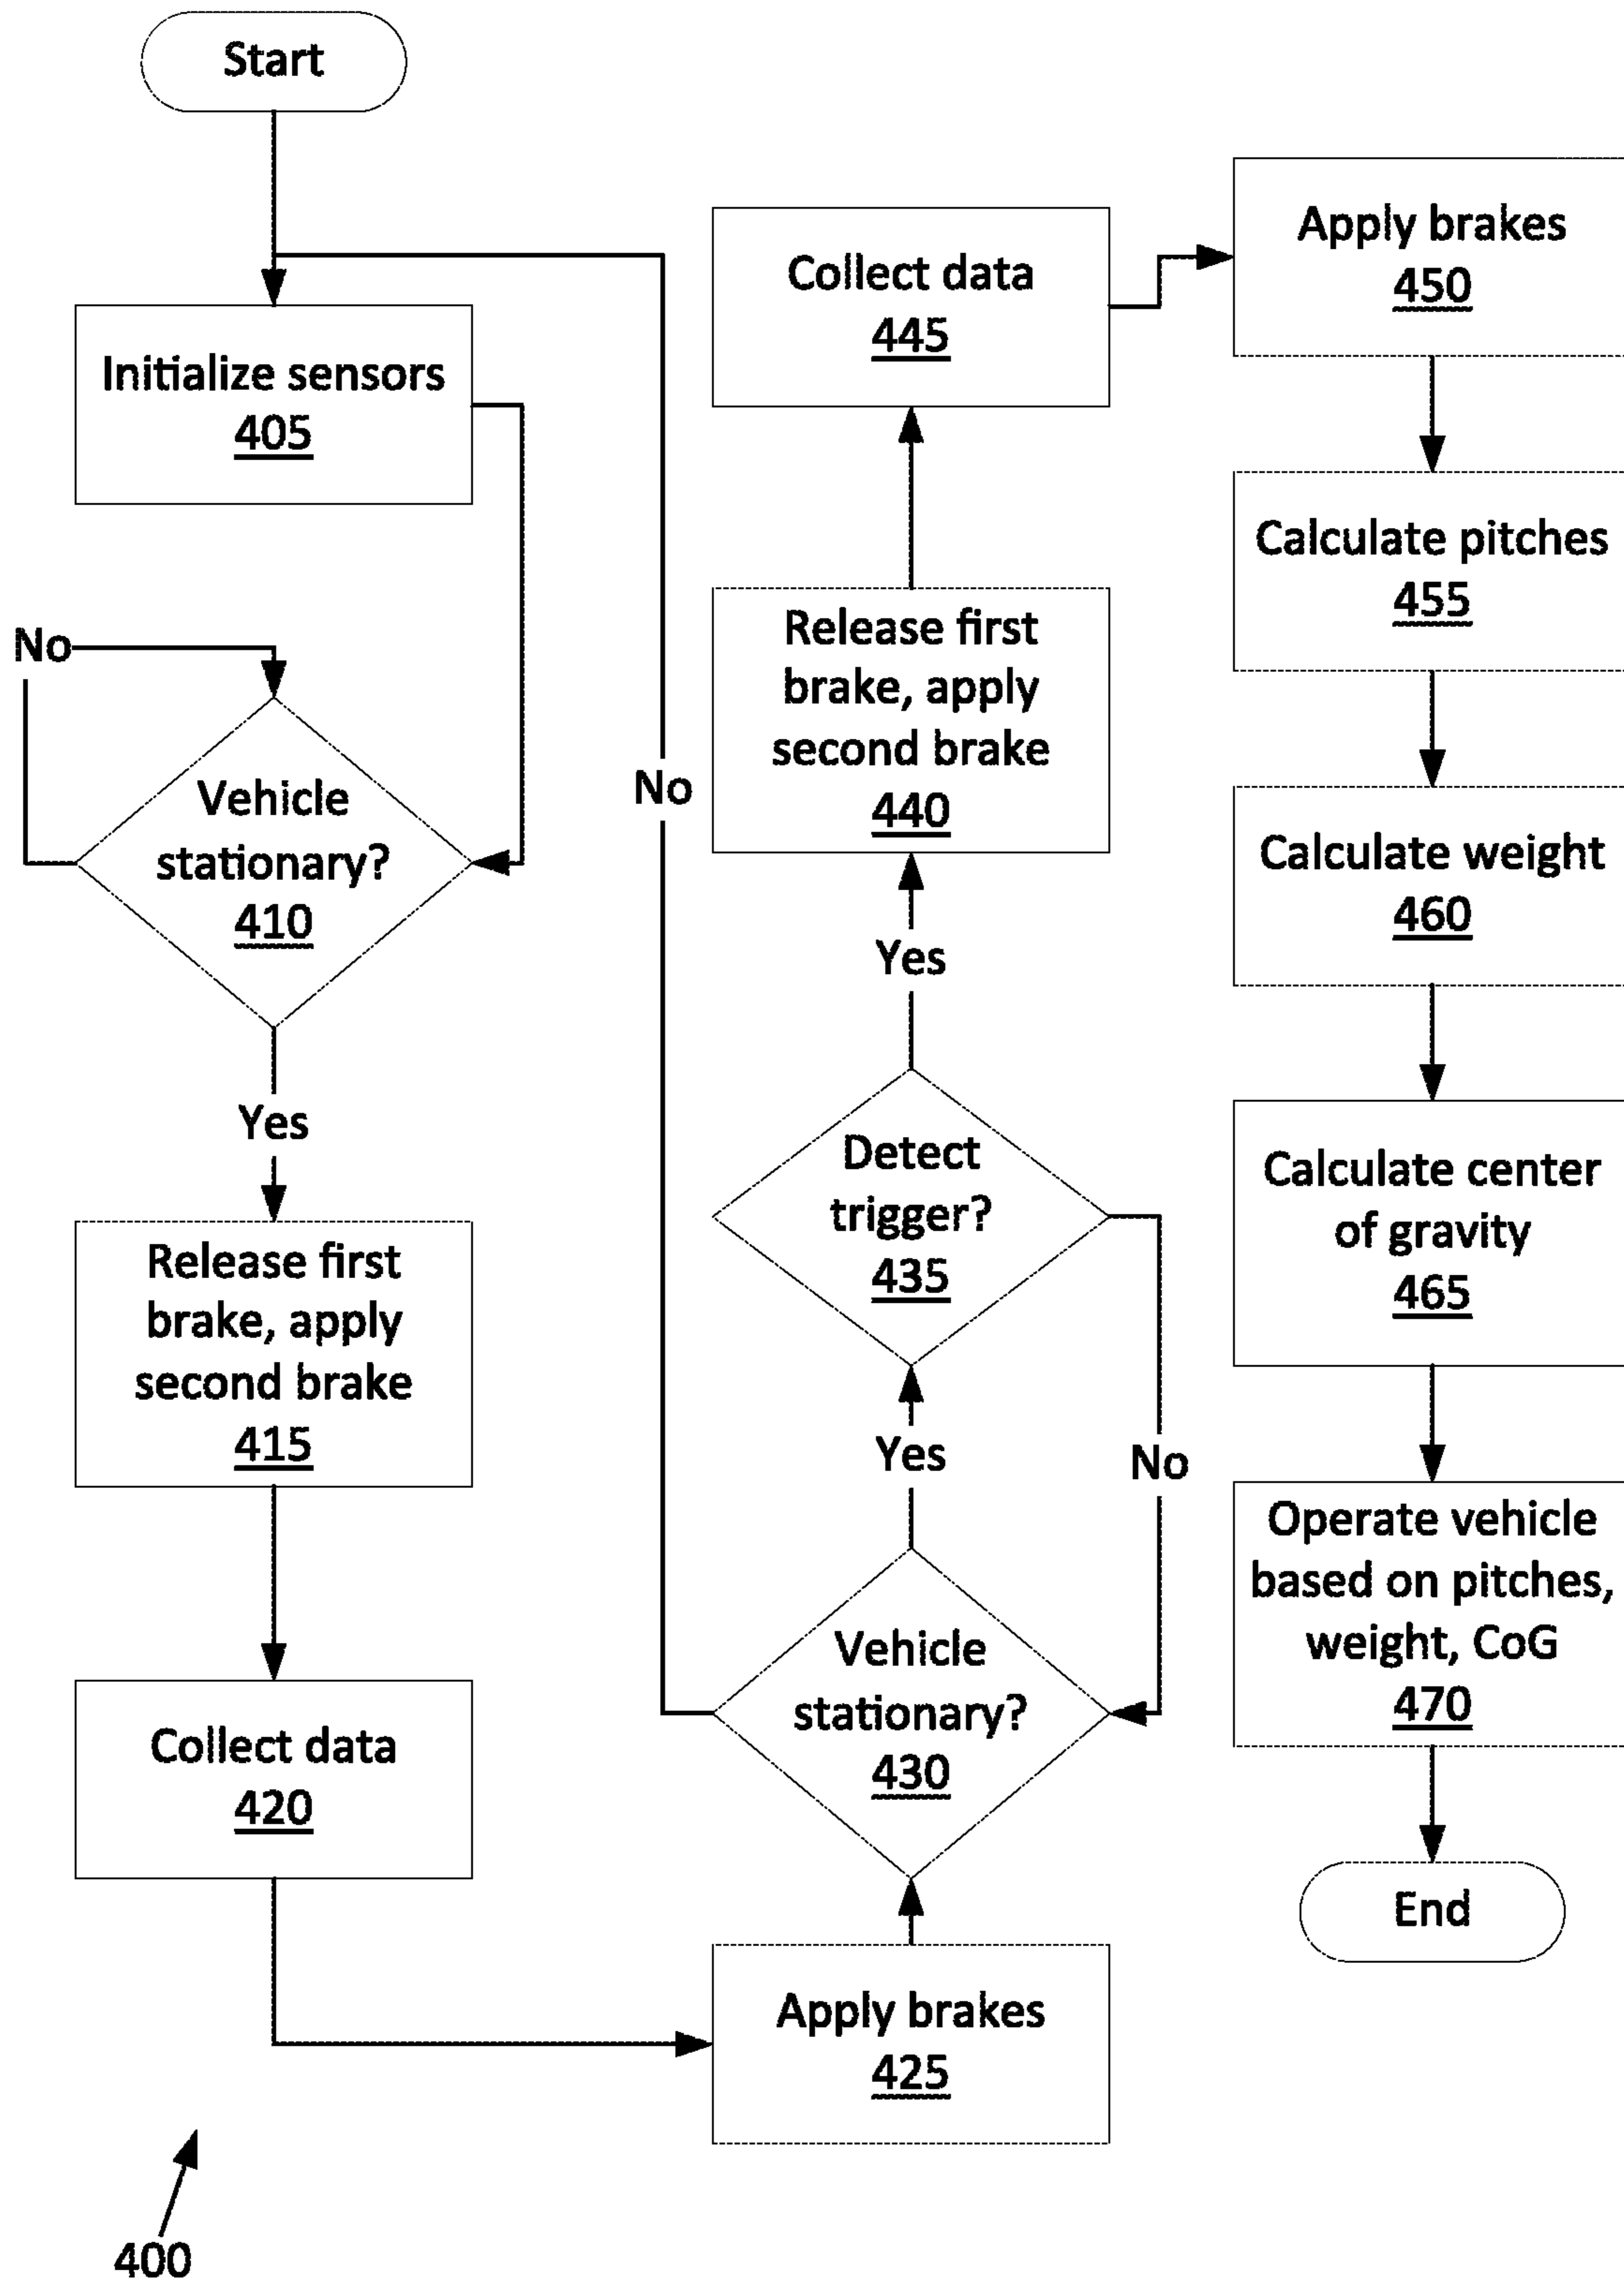 Start
Initialize sensors
405
No
Vehicle
stationary?
410
Yes
Release first
brake, apply
second brake
415
Collect data
420
Apply brakes
425
Vehicle
stationary?
430
No
Yes
Detect
trigger?
435
No
Yes
Release first
brake, apply
second brake
440
Collect data
445
Apply brakes
450
Calculate pitches
455
Calculate weight
460
Calculate center
of gravity
465
Operate vehicle
based on pitches,
weight, CoG
470
End
400